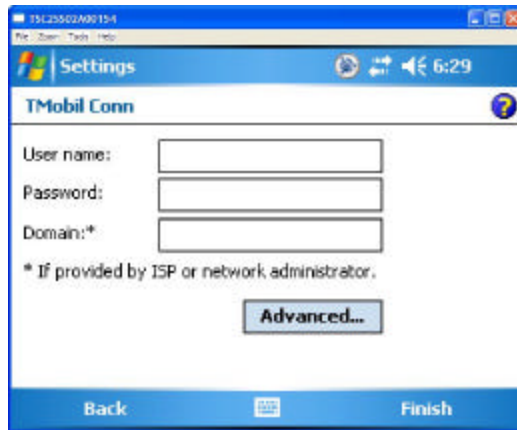 TSC25502A00154
File Zoom Tools Help
Settings 6:29
TMobil Conn
User name:
Password:
Domain:*
* If provided by ISP or network administrator.
Advanced...
Back Finish